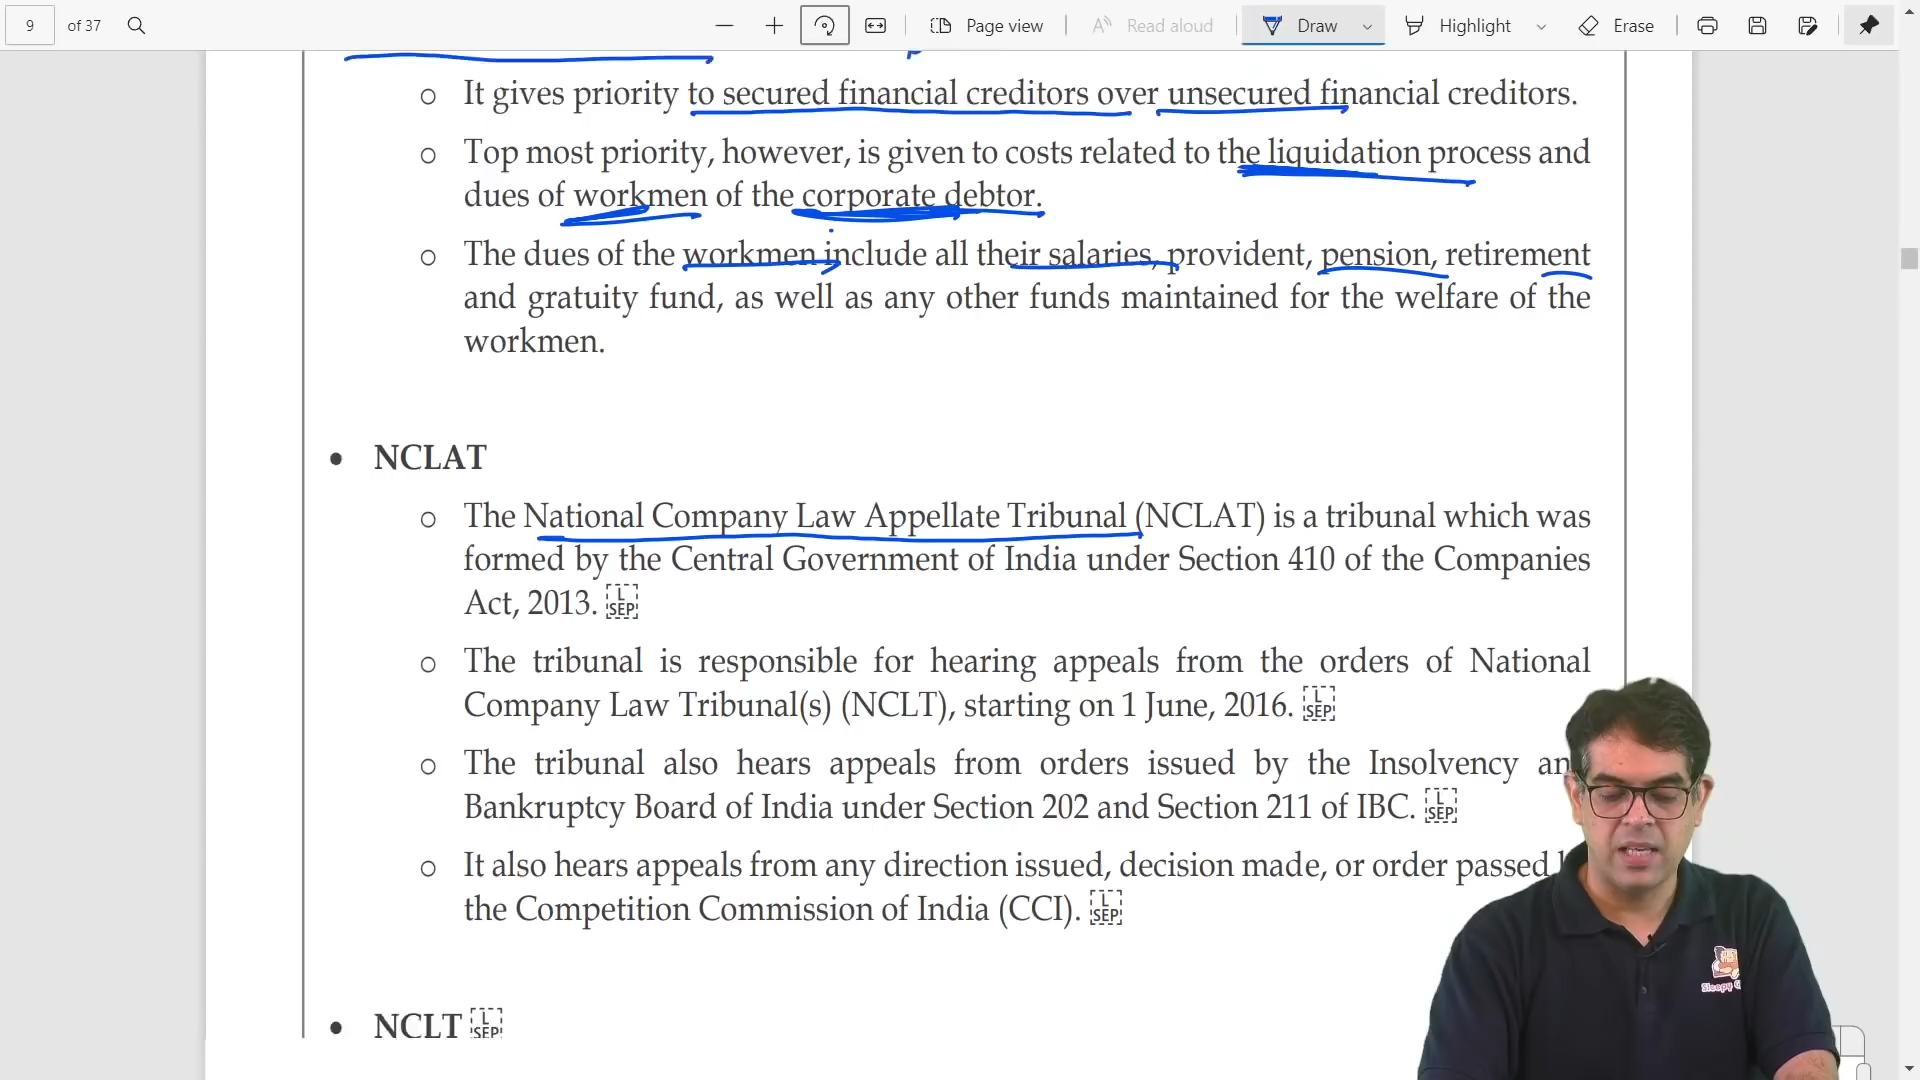 9 of 37 Page view Read aloud Draw Highlight Erase
It gives priority to secured financial creditors over unsecured financial creditors.
Top most priority, however, is given to costs related to the liquidation process and
dues of workmen of the corporate debtor.
The dues of the workmen include all their salaries, provident, pension, retirement
and gratuity fund, as well as any other funds maintained for the welfare of the
workmen.
NCLAT
The National Company Law Appellate Tribunal (NCLAT) is a tribunal which was
formed by the Central Government of India under Section 410 of the Companies
Act, 2013. L SEP
The tribunal is responsible for hearing appeals from the orders of National
Company Law Tribunal(s) (NCLT), starting on 1 June, 2016. L SEP
The tribunal also hears appeals from orders issued by the Insolvency an
Bankruptcy Board of India under Section 202 and Section 211 of IBC. L SEP
It also hears appeals from any direction issued, decision made, or order passed
the Competition Commission of India (CCI). L SEP
NCLT L SEP
Sleepy